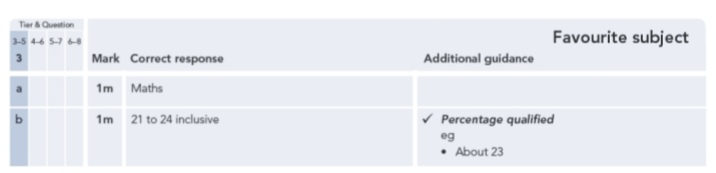 Tier & Question
3–5 4–6 5–7 6–8
Favourite subject
3 Mark Correct response Additional guidance
a 1m Maths
b 1m 21 to 24 inclusive ✓ Percentage qualified
eg
• About 23